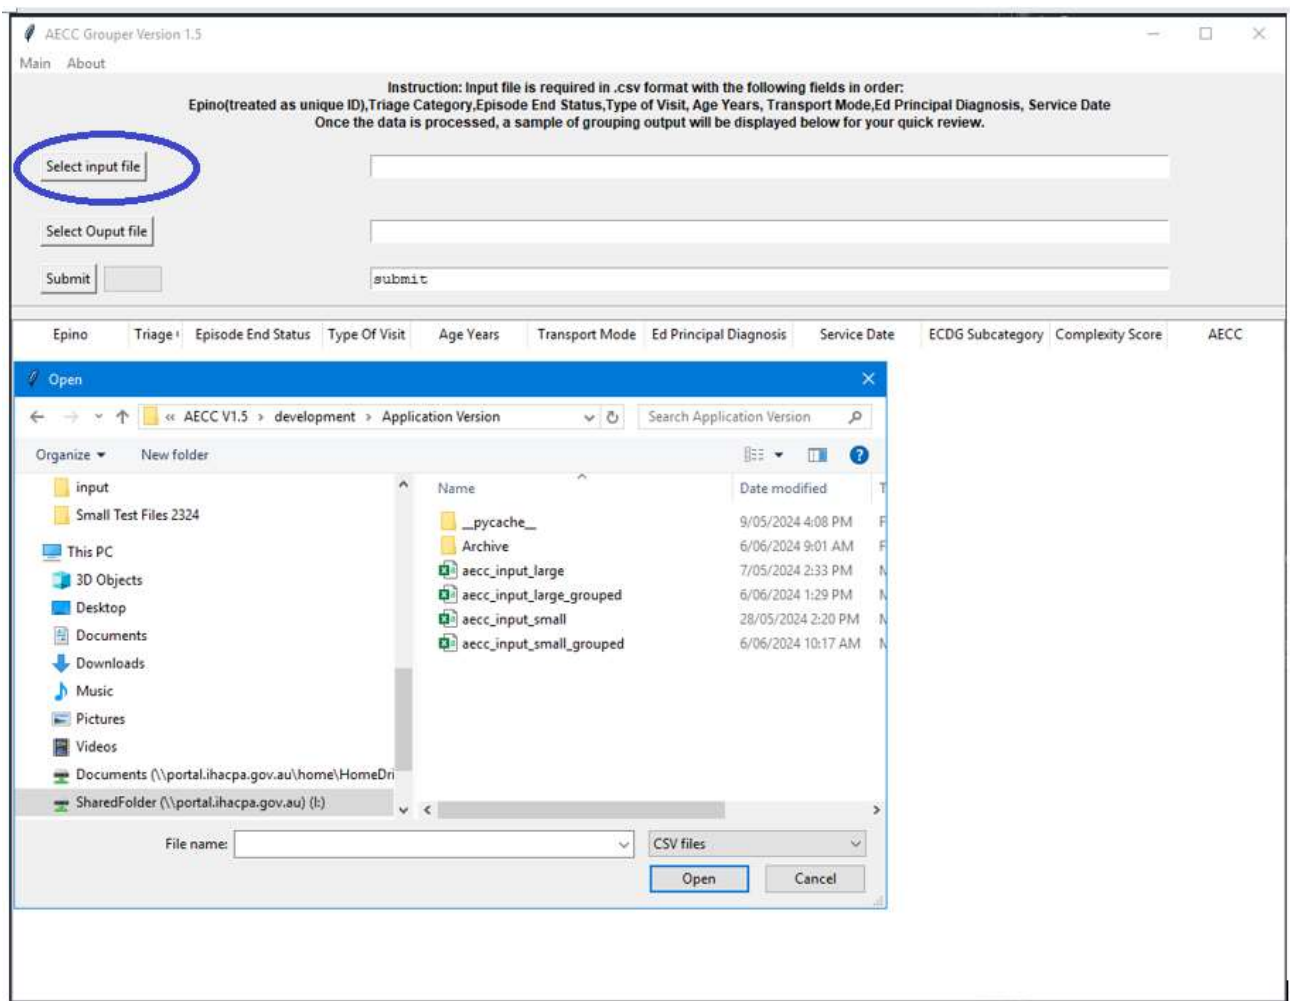 AECC Grouper Version 1.5
Main About
Instruction: Input file is required in .csv format with the following fields in order:
Epino(treated as unique ID),Triage Category,Episode End Status,Type of Visit, Age Years, Transport Mode,Ed Principal Diagnosis, Service Date
Once the data is processed, a sample of grouping output will be displayed below for your quick review.
Select input file
Select Ouput file
Submit submit
Epino Triage Episode End Status Type Of Visit Age Years Transport Mode Ed Principal Diagnosis Service Date ECDG Subcategory Complexity Score AECC
Open
« AECC V1.5 > development > Application Version Search Application Version
Organize New folder
input
Small Test Files 2324
This PC
3D Objects
Desktop
Documents
Downloads
Music
Pictures
Videos
Documents (\\portal.ihacpa.gov.au\home\HomeDri
SharedFolder (\\portal.ihacpa.gov.au) (I:)
Name Date modified T
__pycache__ 9/05/2024 4:08 PM F
Archive 6/06/2024 9:01 AM F
aecc_input_large 7/05/2024 2:33 PM
aecc_input_large_grouped 6/06/2024 1:29 PM
aecc_input_small 28/05/2024 2:20 PM
aecc_input_small_grouped 6/06/2024 10:17 AM
File name: CSV files
Open Cancel